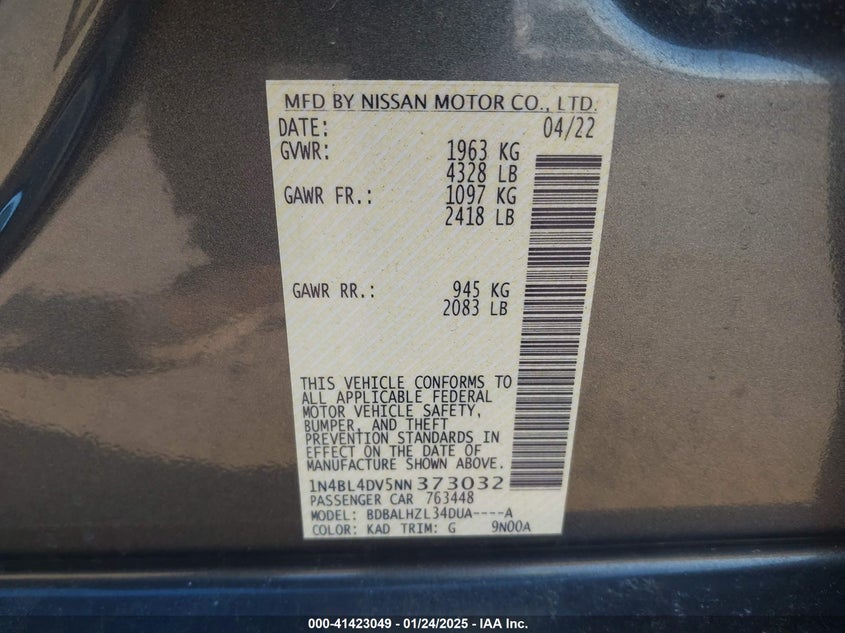 MFD BY NISSAN MOTOR CO., LTD.
DATE: 04/22
GVWR: 1963 KG
4328 LB
GAWR FR.: 1097 KG
2418 LB
GAWR RR.: 945 KG
2083 LB
THIS VEHICLE CONFORMS TO
ALL APPLICABLE FEDERAL
MOTOR VEHICLE SAFETY,
BUMPER, AND THEFT
PREVENTION STANDARDS IN
EFFECT ON THE DATE OF
MANUFACTURE SHOWN ABOVE.
1N4BL4DV5NN373032
PASSENGER CAR 763448
MODEL: BDBALHZL34DUA----A
COLOR: KAD TRIM: G 9N00A
000-41423049 — 01/24/2025 — IAA Inc.